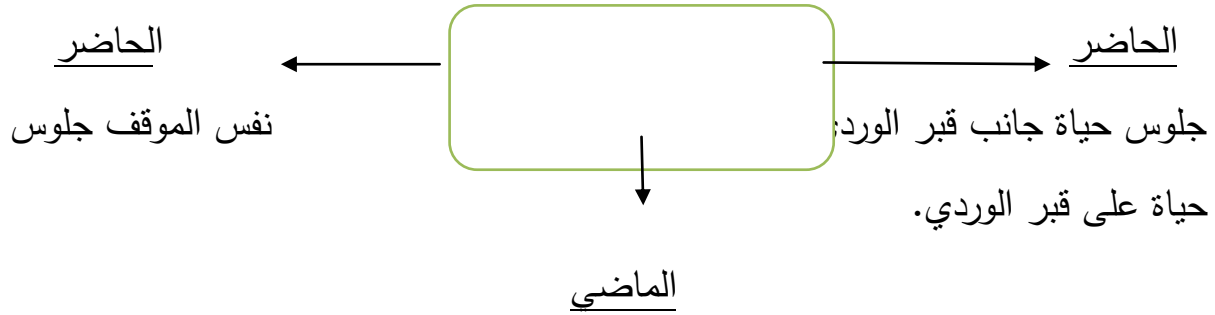 الحاضر الحاضر
جلوس حياة جانب قبر الوردي نفس الموقف جلوس
حياة على قبر الوردي.
الماضي